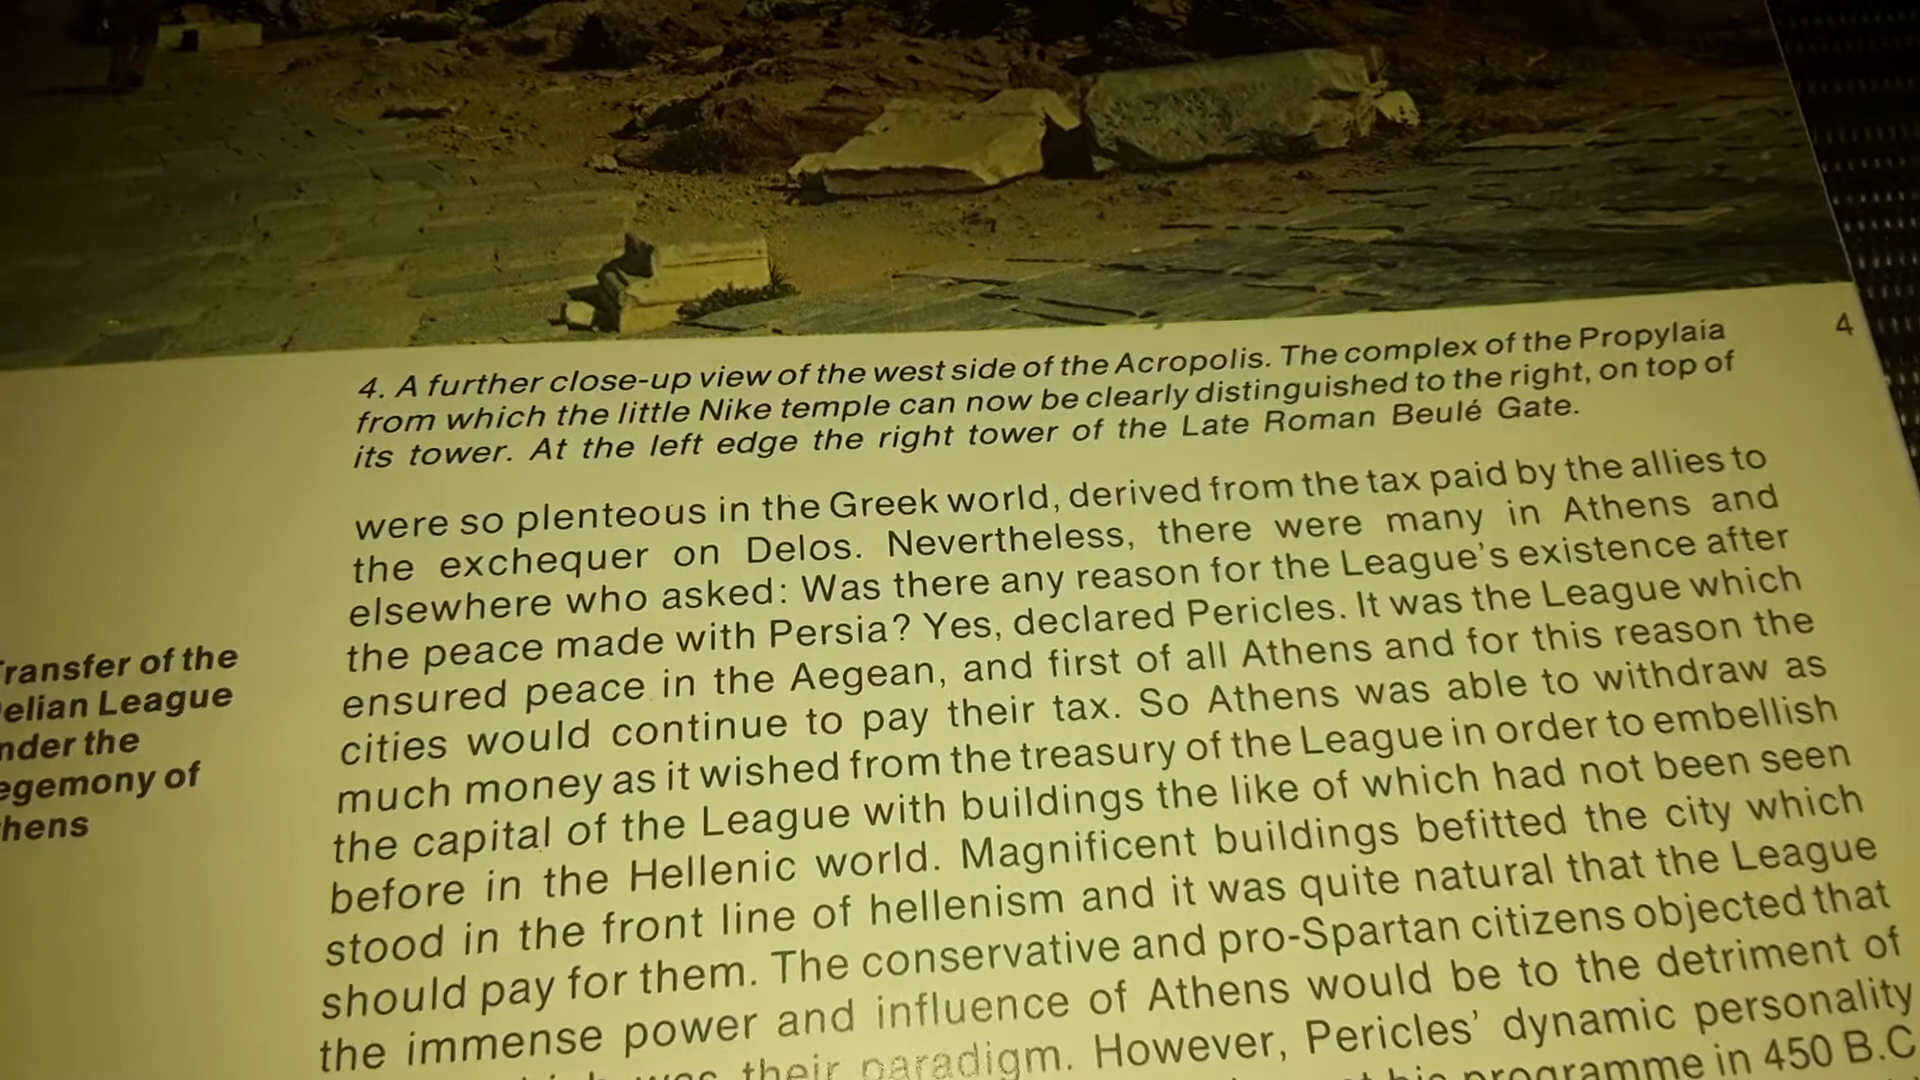 4
4. A further close-up view of the west side of the Acropolis. The complex of the Propylaia
from which the little Nike temple can now be clearly distinguished to the right, on top of
its tower. At the left edge the right tower of the Late Roman Beulé Gate.
were so plenteous in the Greek world, derived from the tax paid by the allies to
the exchequer on Delos. Nevertheless, there were many in Athens and
elsewhere who asked: Was there any reason for the League's existence after
the peace made with Persia? Yes, declared Pericles. It was the League which
ensured peace in the Aegean, and first of all Athens and for this reason the
cities would continue to pay their tax. So Athens was able to withdraw as
much money as it wished from the treasury of the League in order to embellish
the capital of the League with buildings the like of which had not been seen
before in the Hellenic world. Magnificent buildings befitted the city which
stood in the front line of hellenism and it was quite natural that the League
should pay for them. The conservative and pro-Spartan citizens objected that
the immense power and influence of Athens would be to the detriment of
was their paradigm. However, Pericles' dynamic personality
programme in 450 B.C
ransfer of the
elian League
nder the
egemony of
hens